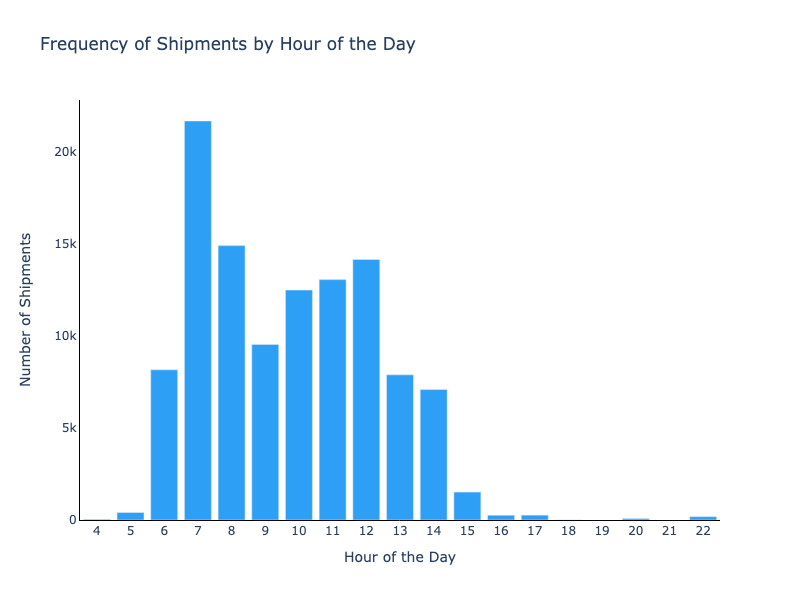 Frequency of Shipments by Hour of the Day
Number of Shipments
20k
15k
10k
5k
0
4 5 6 7 8 9 10 11 12 13 14 15 16 17 18 19 20 21 22
Hour of the Day